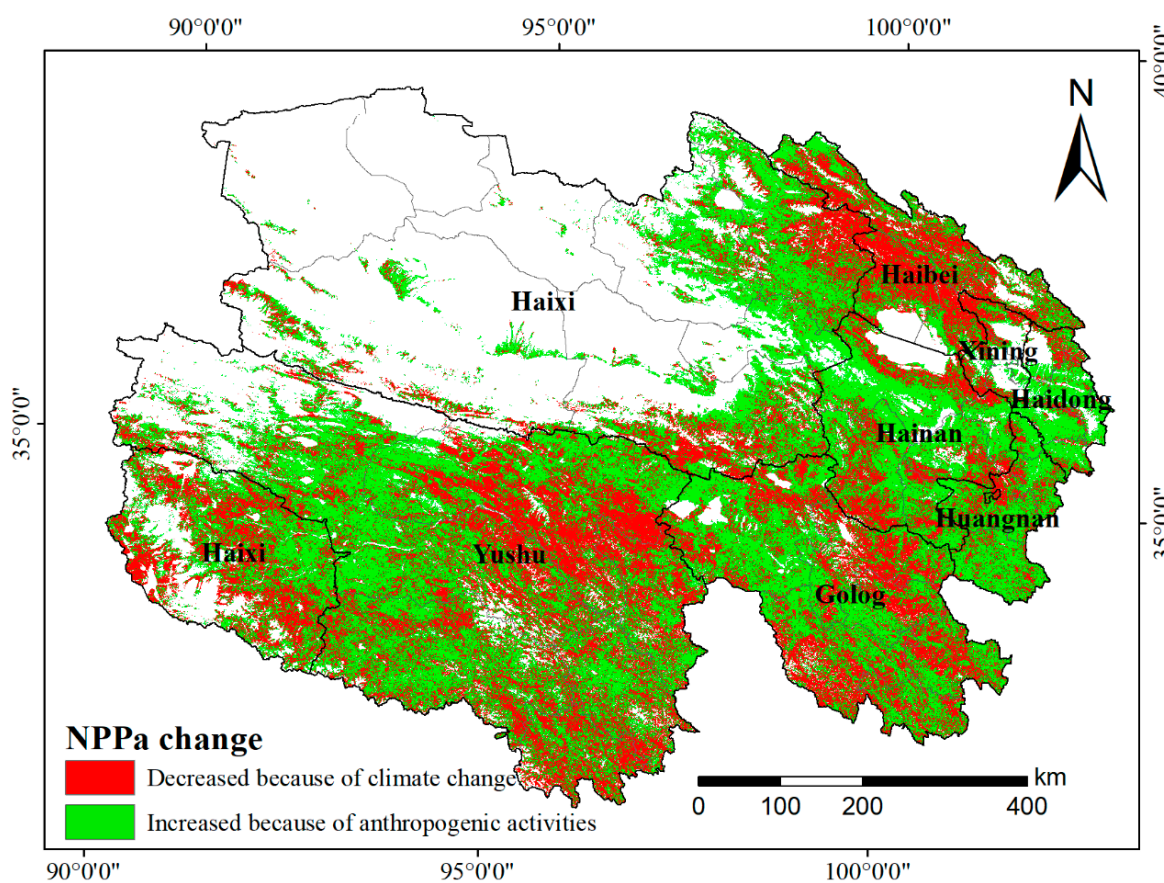 90°0'0" 95°0'0" 100°0'0"
40°0'0"
N
Haibei
Haixi
Xining
Haidong
35°0'0"
Hainan
Huangnan
35°0'0"
Haixi
Yushu
Golog
NPPa change
Decreased because of climate change
Increased because of anthropogenic activities
km
0 100 200 400
90°0'0" 95°0'0" 100°0'0"